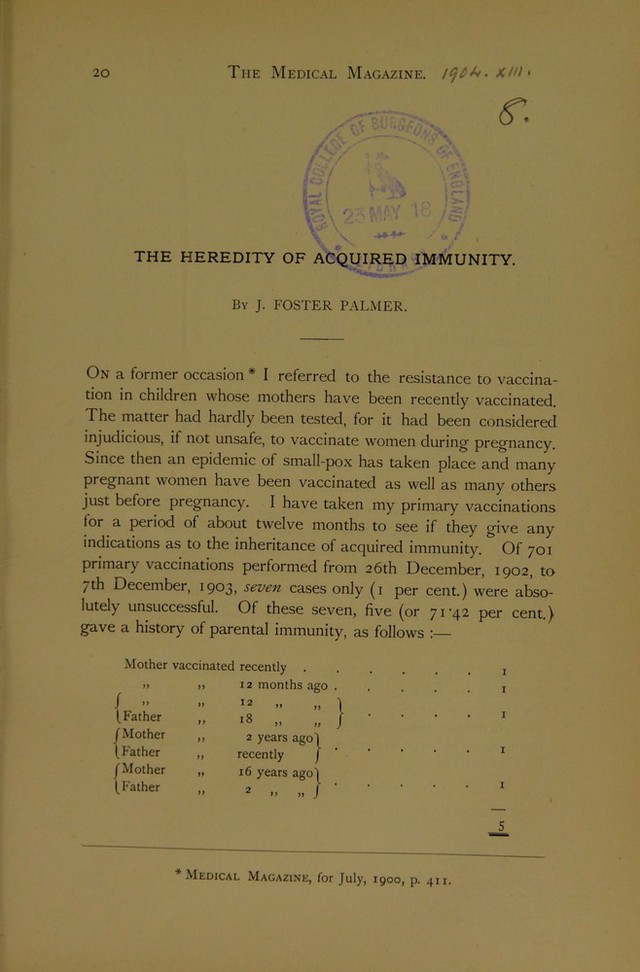 20 THE MEDICAL MAGAZINE. 1904. XIII.
8.
ROYAL COLLEGE OF SURGEONS OF ENGLAND
23 MAY 18
THE HEREDITY OF ACQUIRED IMMUNITY.
BY J. FOSTER PALMER.
ON a former occasion * I referred to the resistance to vaccina-
tion in children whose mothers have been recently vaccinated.
The matter had hardly been tested, for it had been considered
injudicious, if not unsafe, to vaccinate women during pregnancy.
Since then an epidemic of small-pox has taken place and many
pregnant women have been vaccinated as well as many others
just before pregnancy. I have taken my primary vaccinations
for a period of about twelve months to see if they give any
indications as to the inheritance of acquired immunity. Of 701
primary vaccinations performed from 26th December, 1902, to
7th December, 1903, seven cases only (1 per cent.) were abso-
lutely unsuccessful. Of these seven, five (or 71·42 per cent.)
gave a history of parental immunity, as follows :—
Mother vaccinated recently . . . . . . 1
„ „ 12 months ago . . . . . 1
{ „ „ 12 „ „ }
{ Father „ 18 „ „ } . . . . 1
{ Mother „ 2 years ago }
{ Father „ recently } . . . . . 1
{ Mother „ 16 years ago }
{ Father „ 2 „ „ } . . . . . 1
5
* MEDICAL MAGAZINE, for July, 1900, p. 411.